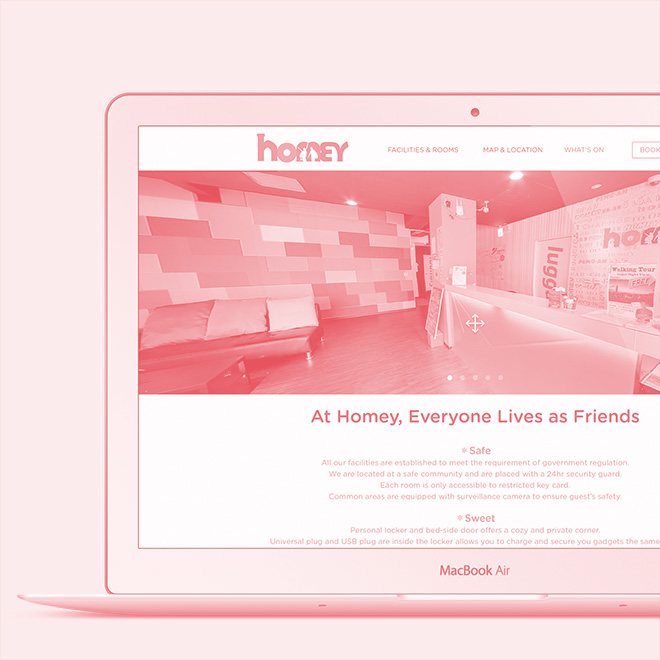 homey
FACILITIES & ROOMS
MAP & LOCATION
WHAT'S ON
BOOK
lugg
hom
Walking Tour
FREE
At Homey, Everyone Lives as Friends
* Safe
All our facilities are established to meet the requirement of government regulation.
We are located at a safe community and are placed with a 24hr security guard.
Each room is only accessible to restricted key card.
Common areas are equipped with surveillance camera to ensure guest's safety.
* Sweet
Personal locker and bed-side door offers a cozy and private corner.
Universal plug and USB plug are inside the locker allows you to charge and secure you gadgets the same
MacBook Air